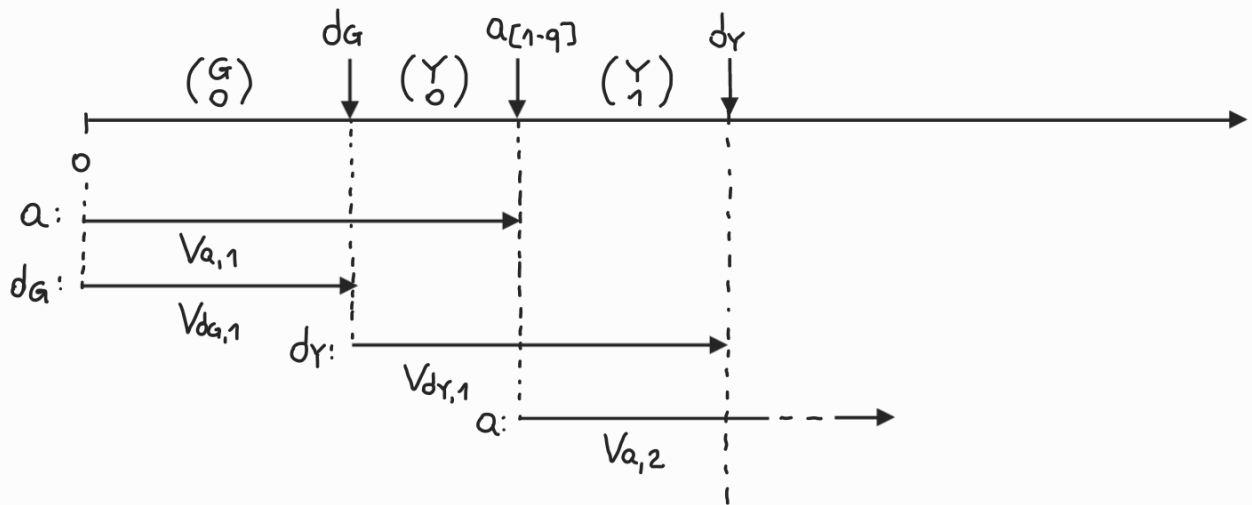 dG a[1-q] dY
(G 0) (Y 0) (Y 1)
0
a:
Va,1
dG:
VdG,1
dY:
VdY,1
a:
Va,2